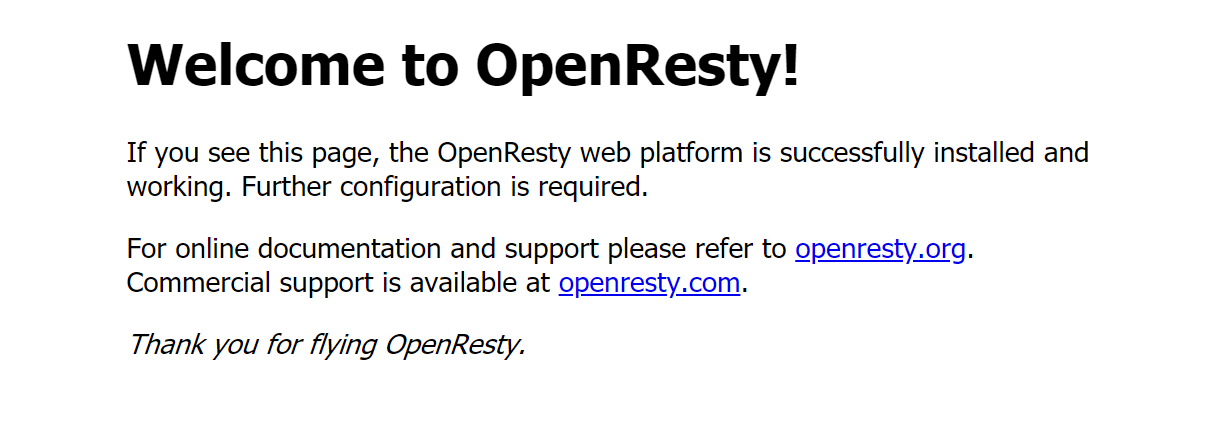 Welcome to OpenResty!
If you see this page, the OpenResty web platform is successfully installed and
working. Further configuration is required.
For online documentation and support please refer to openresty.org.
Commercial support is available at openresty.com.
Thank you for flying OpenResty.